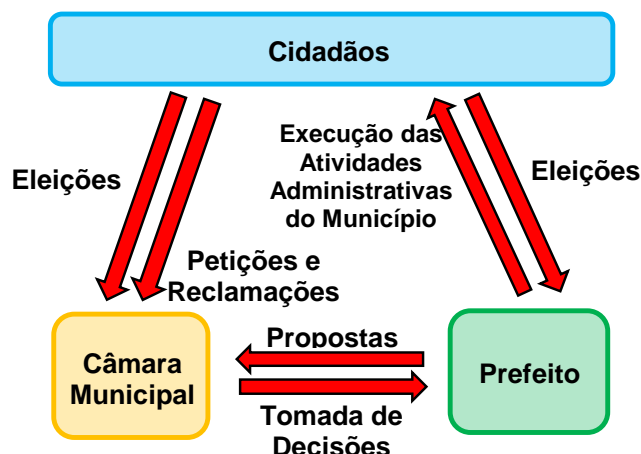 Cidadãos
Eleições
Petições e
Reclamações
Execução das
Atividades
Administrativas
do Município
Eleições
Câmara
Municipal
Propostas
Tomada de
Decisões
Prefeito